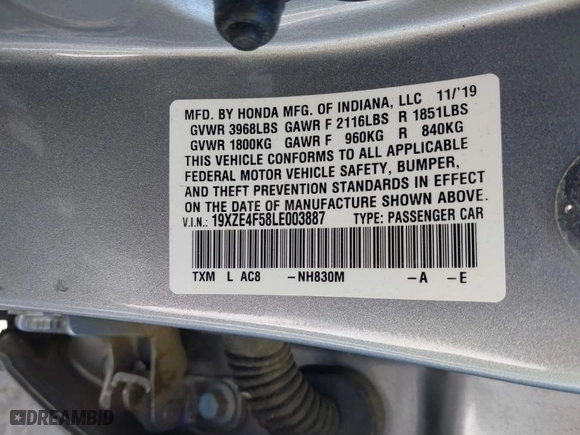 MFD. BY HONDA MFG. OF INDIANA, LLC 11/'19
GVWR 3968LBS GAWR F 2116LBS R 1851LBS
GVWR 1800KG GAWR F 960KG R 840KG
THIS VEHICLE CONFORMS TO ALL APPLICABLE
FEDERAL MOTOR VEHICLE SAFETY, BUMPER,
AND THEFT PREVENTION STANDARDS IN EFFECT
ON THE DATE OF MANUFACTURE SHOWN ABOVE.
V.I.N.: 19XZE4F58LE003887 TYPE: PASSENGER CAR
TXM L AC8 -NH830M -A -E
DREAMBID